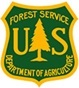 FOREST SERVICE
U S
DEPARTMENT OF AGRICULTURE